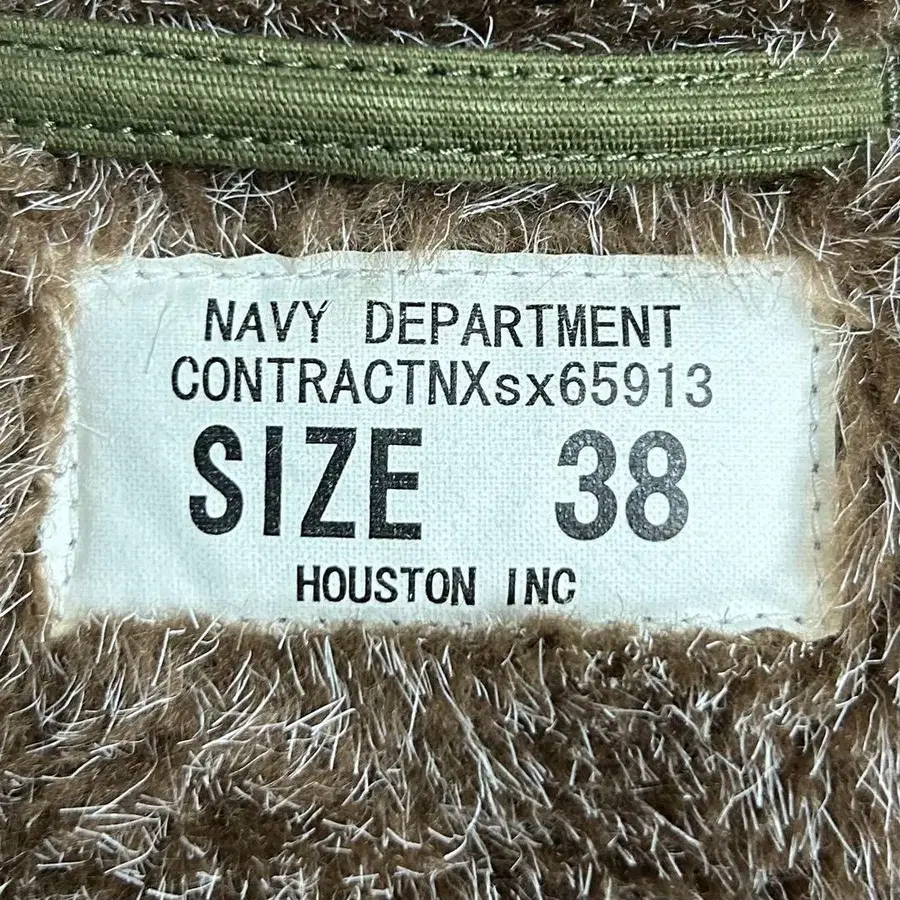 NAVY DEPARTMENT
CONTRACTNXsx65913
SIZE 38
HOUSTON INC